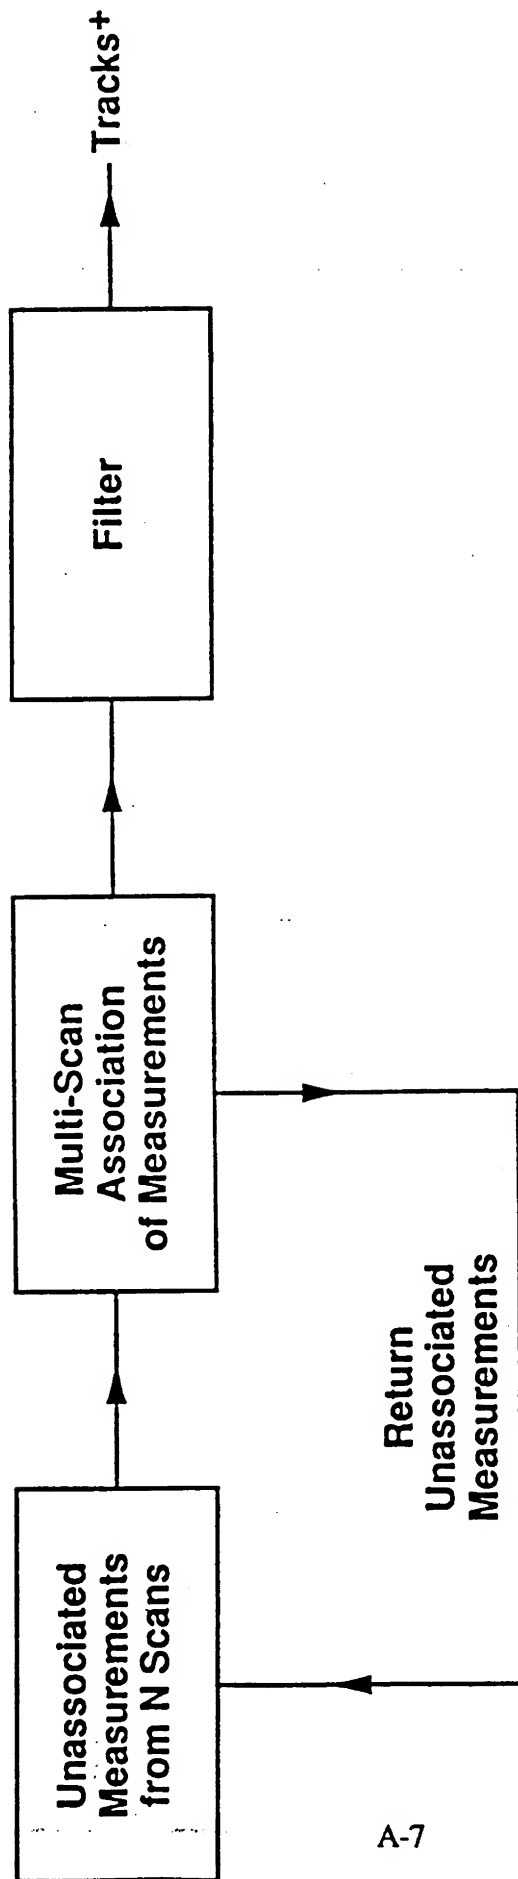 Unassociated
Measurements
from N Scans
Multi-Scan
Association
of Measurements
Filter
Tracks+
Return
Unassociated
Measurements
A-7